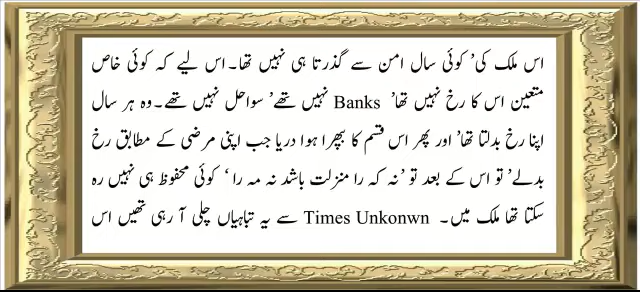 اس ملک کی’ کوئی سال امن سے گذرتا ہی نہیں تھا۔ اس لیے کہ کوئی خاص
متعین اس کا رخ نہیں تھا’ Banks نہیں تھے’ سواحل نہیں تھے۔ وہ ہر سال
اپنا رخ بدلتا تھا’ اور پھر اس قسم کا بپھرا ہوا دریا جب اپنی مرضی کے مطابق رخ
بدلے’ تو اس کے بعد تو ’نہ کہ را منزلت باشد نہ مہ را‘ کوئی محفوظ ہی نہیں رہ
سکتا تھا ملک میں۔ Times Unkonwn سے یہ تباہیاں چلی آ رہی تھیں اس